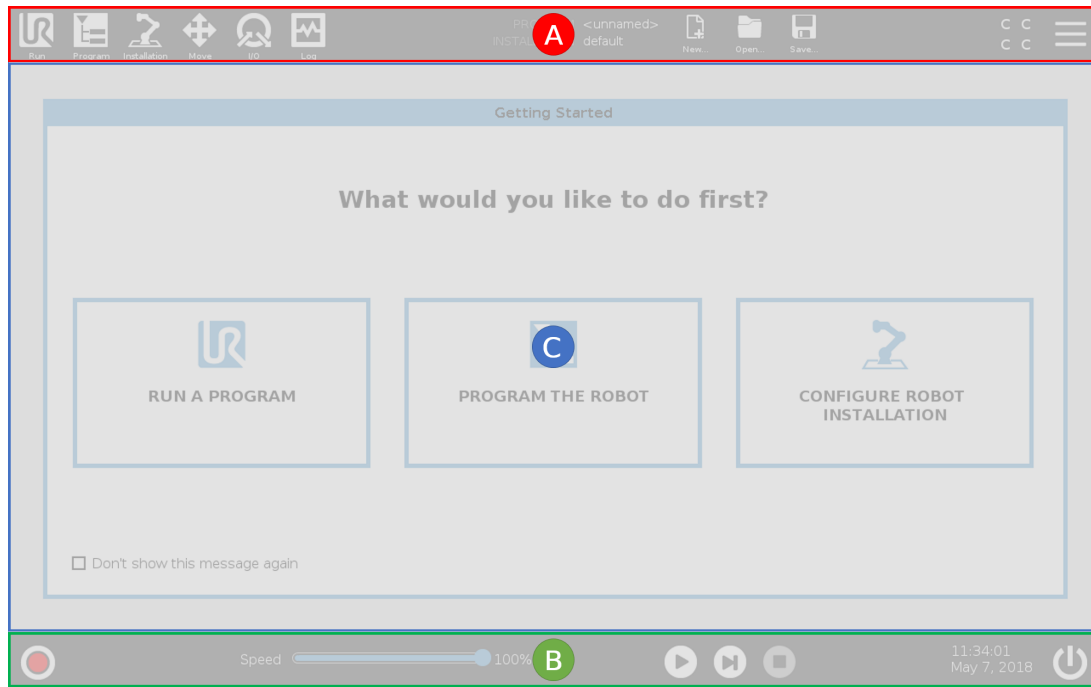 <unnamed>
default
Run
Program
Installation
Move
I/O
Log
New...
Open...
Save...
A
C C
C C
Getting Started
What would you like to do first?
RUN A PROGRAM
C
PROGRAM THE ROBOT
CONFIGURE ROBOT
INSTALLATION
Don't show this message again
Speed
100%
B
11:34:01
May 7, 2018